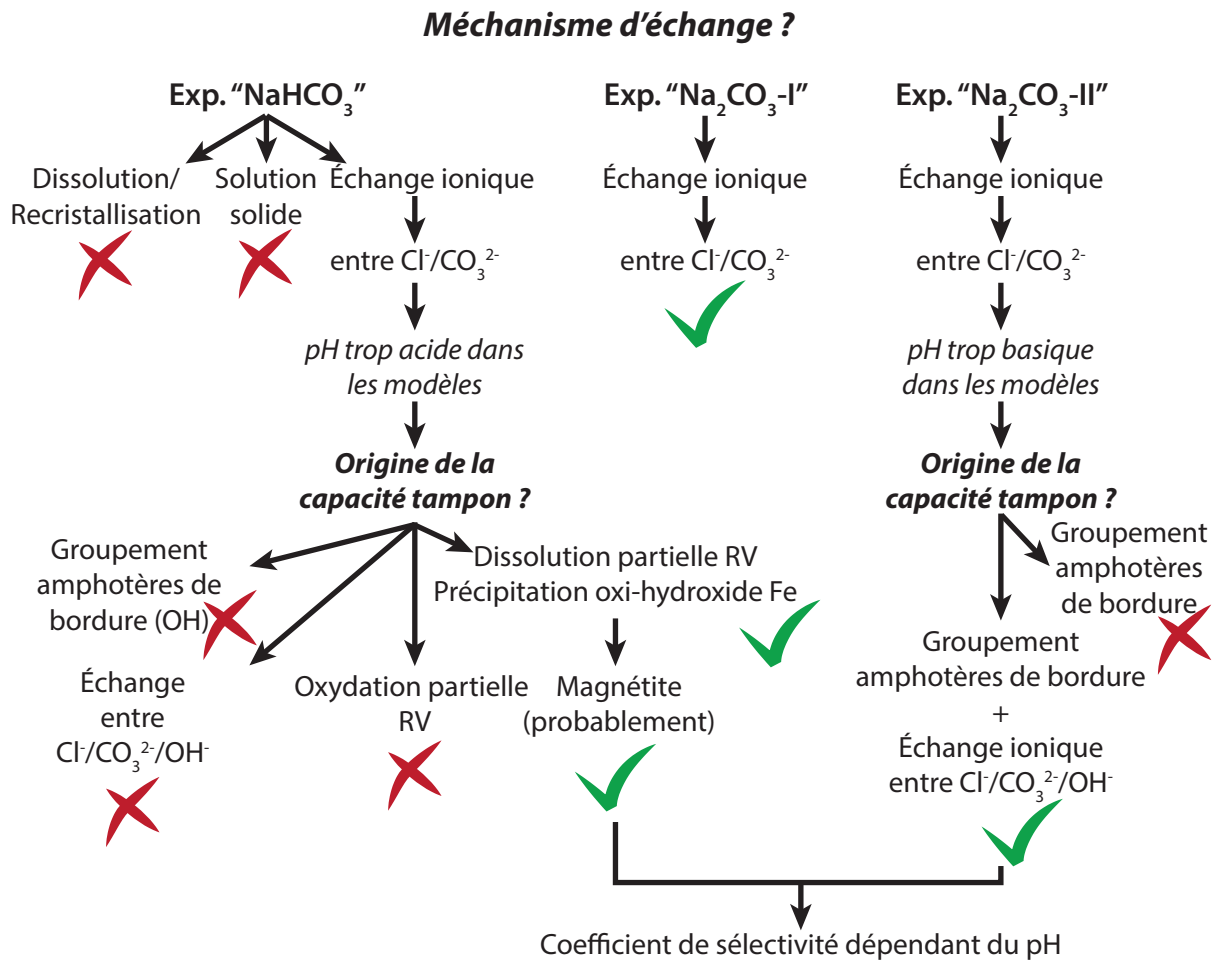 Méchanisme d'échange ?
Exp. “NaHCO₃”
Exp. “Na₂CO₃-I”
Exp. “Na₂CO₃-II”
Dissolution/
Recristallisation
Solution
solide
Échange ionique
entre Cl⁻/CO₃²⁻
pH trop acide dans
les modèles
Origine de la
capacité tampon ?
Groupement
amphotères de
bordure (OH)
Échange
entre
Cl⁻/CO₃²⁻/OH⁻
Oxydation partielle
RV
Dissolution partielle RV
Précipitation oxi-hydroxide Fe
Magnétite
(probablement)
Échange ionique
entre Cl⁻/CO₃²⁻
Échange ionique
entre Cl⁻/CO₃²⁻
pH trop basique
dans les modèles
Origine de la
capacité tampon ?
Groupement
amphotères
de bordure
Groupement
amphotères de bordure
+
Échange ionique
entre Cl⁻/CO₃²⁻/OH⁻
Coefficient de sélectivité dépendant du pH